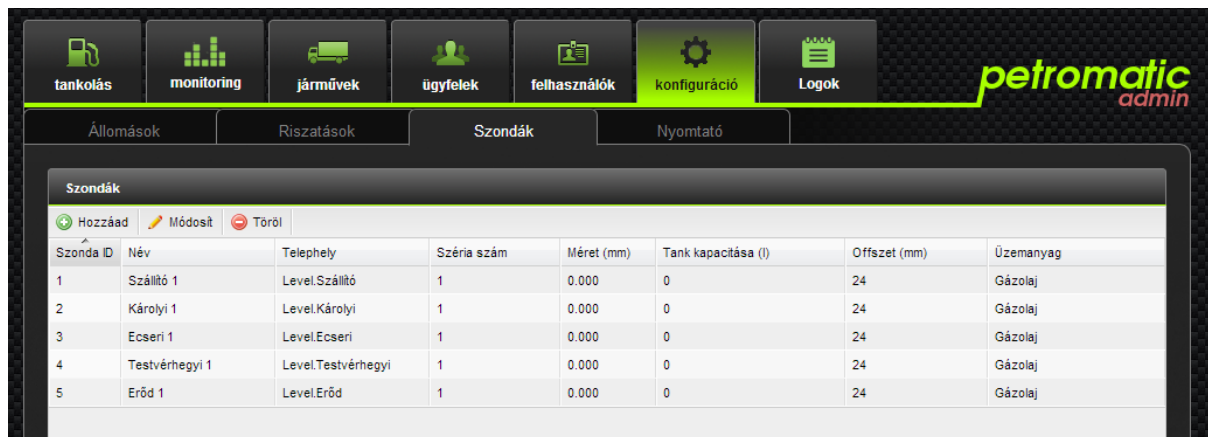 tankolás monitoring járművek ügyfelek felhasználók konfiguráció Logok
petromatic
admin
Állomások Riszatások Szondák Nyomtató
Szondák
Hozzáad Módosít Töröl
Szonda ID Név Telephely Széria szám Méret (mm) Tank kapacitása (l) Offszet (mm) Üzemanyag
1 Szállító 1 Level.Szállító 1 0.000 0 24 Gázolaj
2 Károlyi 1 Level.Károlyi 1 0.000 0 24 Gázolaj
3 Ecseri 1 Level.Ecseri 1 0.000 0 24 Gázolaj
4 Testvérhegyi 1 Level.Testvérhegyi 1 0.000 0 24 Gázolaj
5 Erőd 1 Level.Erőd 1 0.000 0 24 Gázolaj